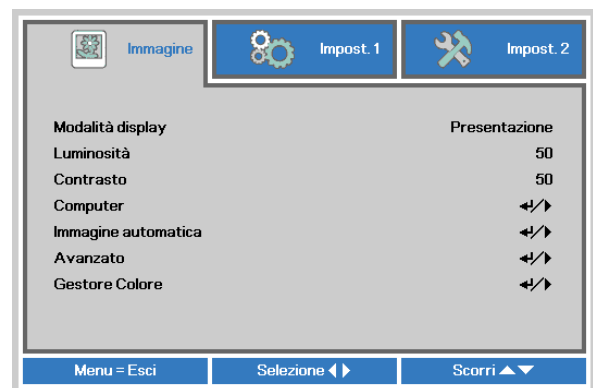 Immagine Impost. 1 Impost. 2
Modalità display Presentazione
Luminosità 50
Contrasto 50
Computer ↵/▶
Immagine automatica ↵/▶
Avanzato ↵/▶
Gestore Colore ↵/▶
Menu = Esci Selezione ◀▶ Scorri ▲▼